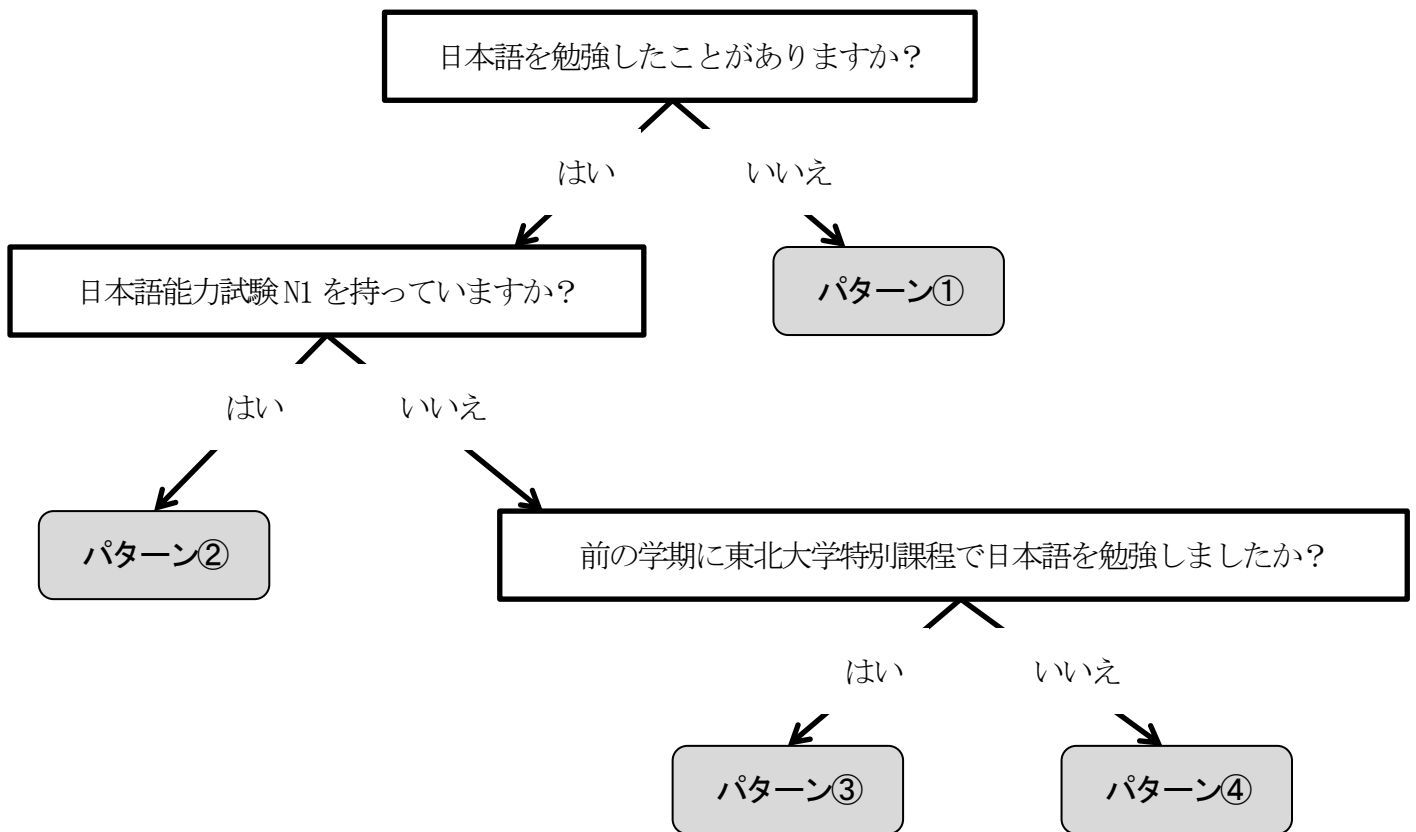 日本語を勉強したことがありますか？
はい
いいえ
日本語能力試験 N1 を持っていますか？
パターン①
はい
いいえ
パターン②
前の学期に東北大学特別課程で日本語を勉強しましたか？
はい
いいえ
パターン③
パターン④